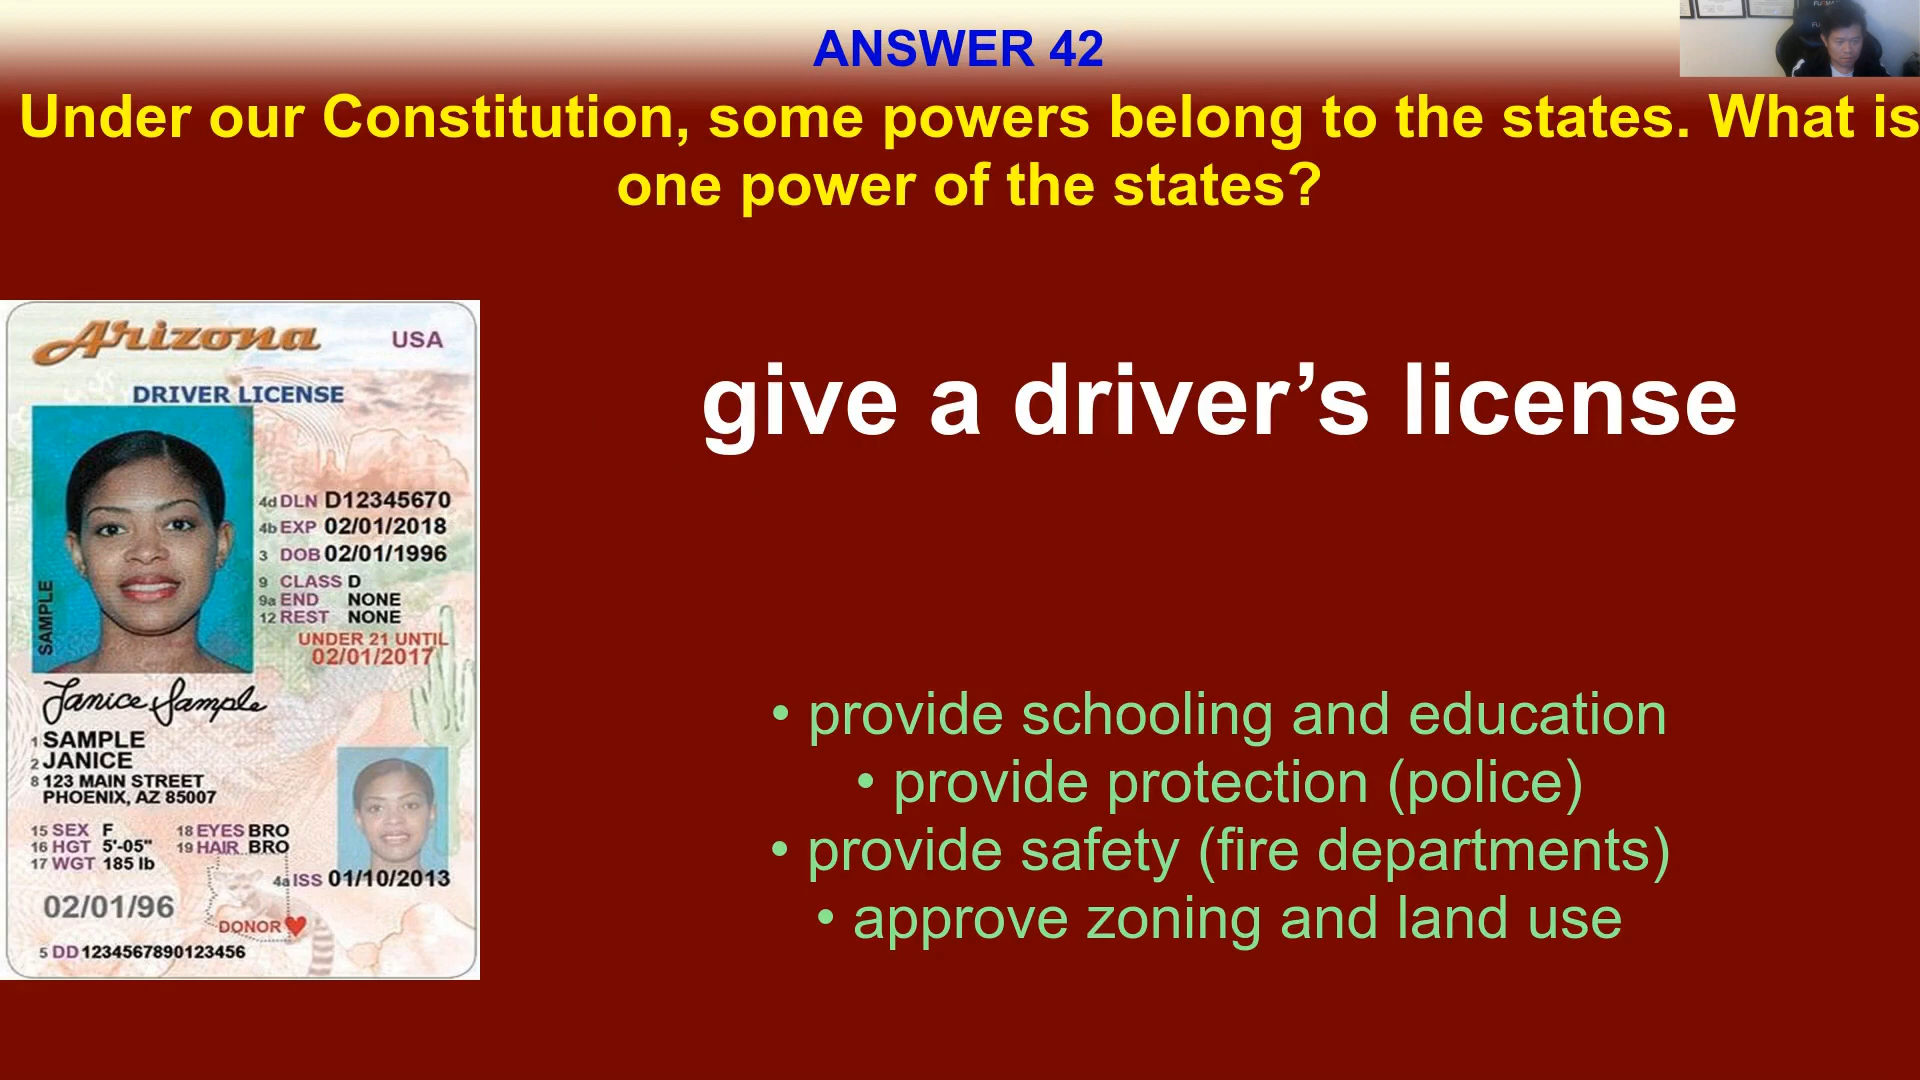 ANSWER 42
Under our Constitution, some powers belong to the states. What is
one power of the states?
Arizona
USA
DRIVER LICENSE
4d DLN D12345670
4b EXP 02/01/2018
3 DOB 02/01/1996
9 CLASS D
9a END NONE
12 REST NONE
UNDER 21 UNTIL
02/01/2017
SAMPLE
Janice Sample
1 SAMPLE
2 JANICE
8 123 MAIN STREET
PHOENIX, AZ 85007
15 SEX F 18 EYES BRO
16 HGT 5'-05" 19 HAIR BRO
17 WGT 185 lb
4a ISS 01/10/2013
02/01/96
DONOR
5 DD 1234567890123456
give a driver’s license
• provide schooling and education
• provide protection (police)
• provide safety (fire departments)
• approve zoning and land use